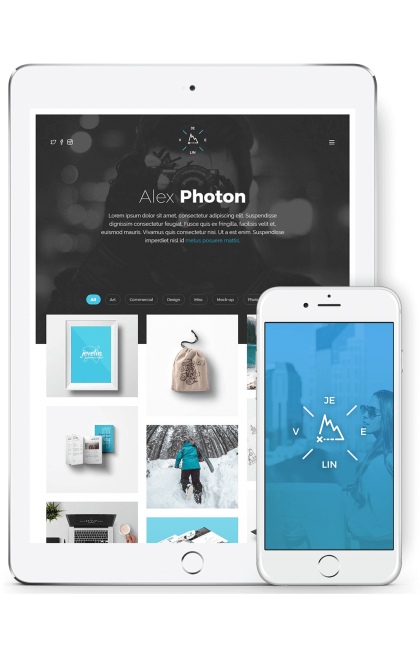 JE
LIN
Alex Photon
Lorem ipsum dolor sit amet, consectetur adipiscing elit. Suspendisse
dignissim consectetur feugiat. Fusce quis ex fringilla, dapibus velit et,
euismod mauris. Vivamus quis consectetur nisi. Ut a est enim. Suspendisse
imperdiet nisl id metus posuere mattis.
All Art Commercial Design Misc Mock-up
javelin
JE
V E
LIN